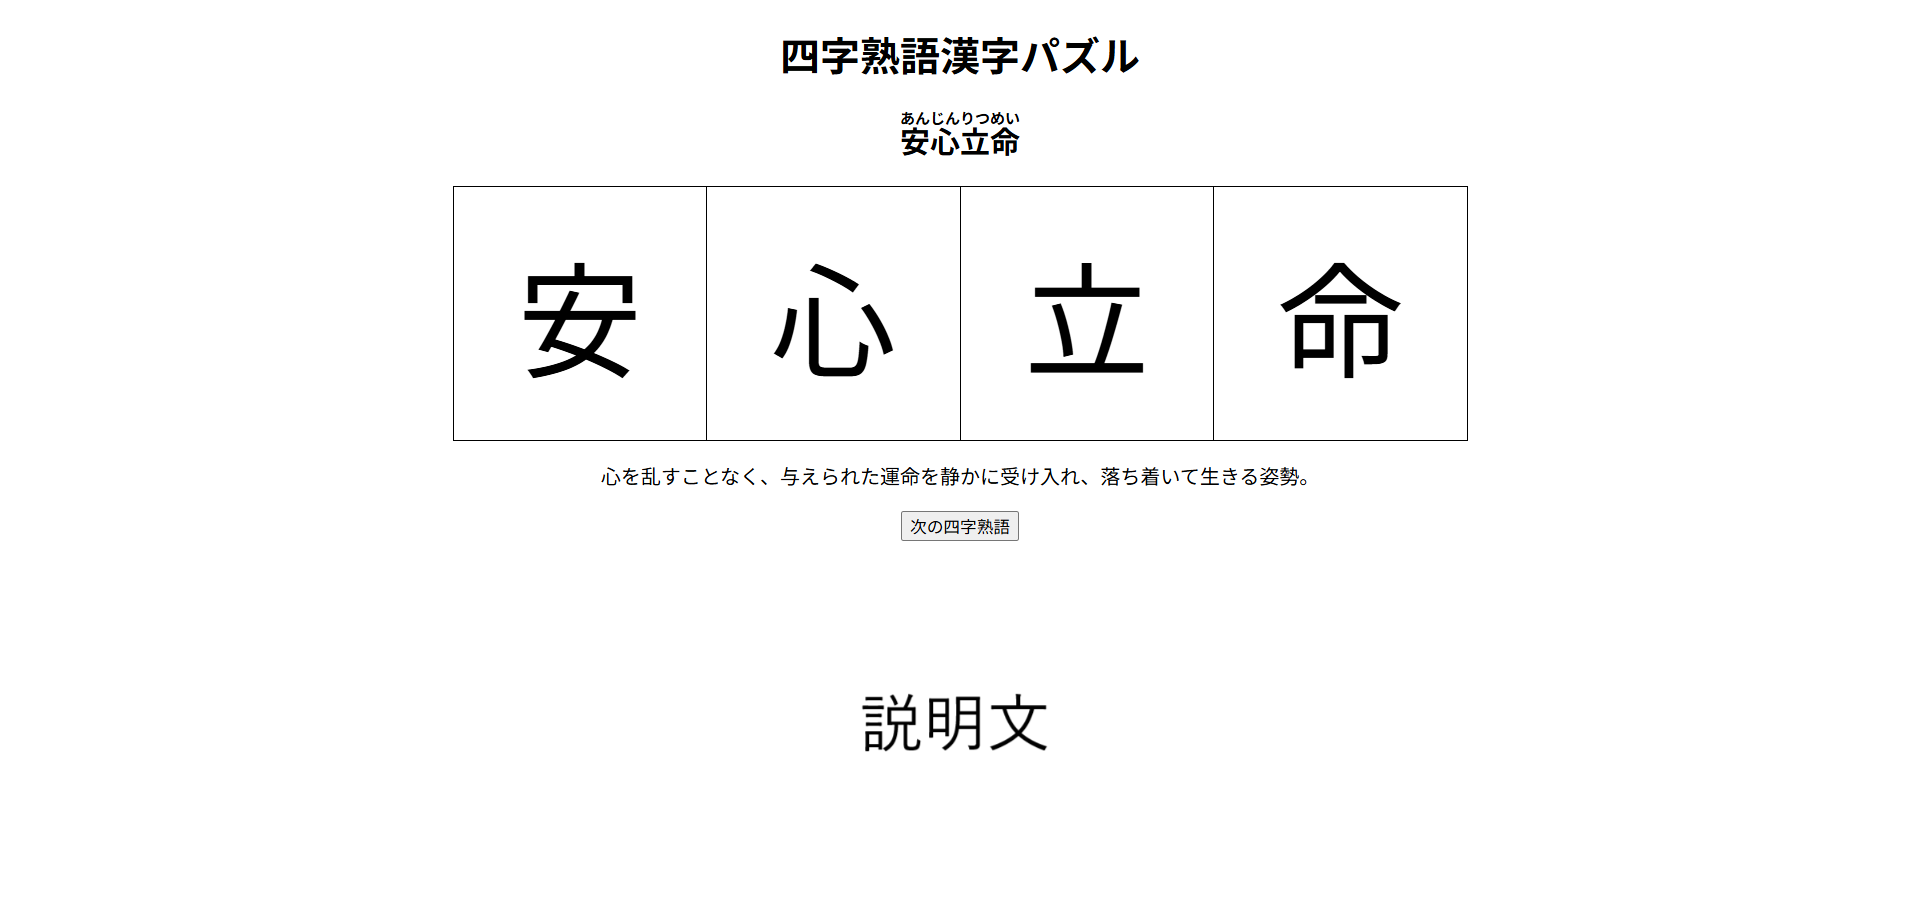 四字熟語漢字パズル
あんじんりつめい
安心立命
安 心 立 命
心を乱すことなく、与えられた運命を静かに受け入れ、落ち着いて生きる姿勢。
次の四字熟語
説明文